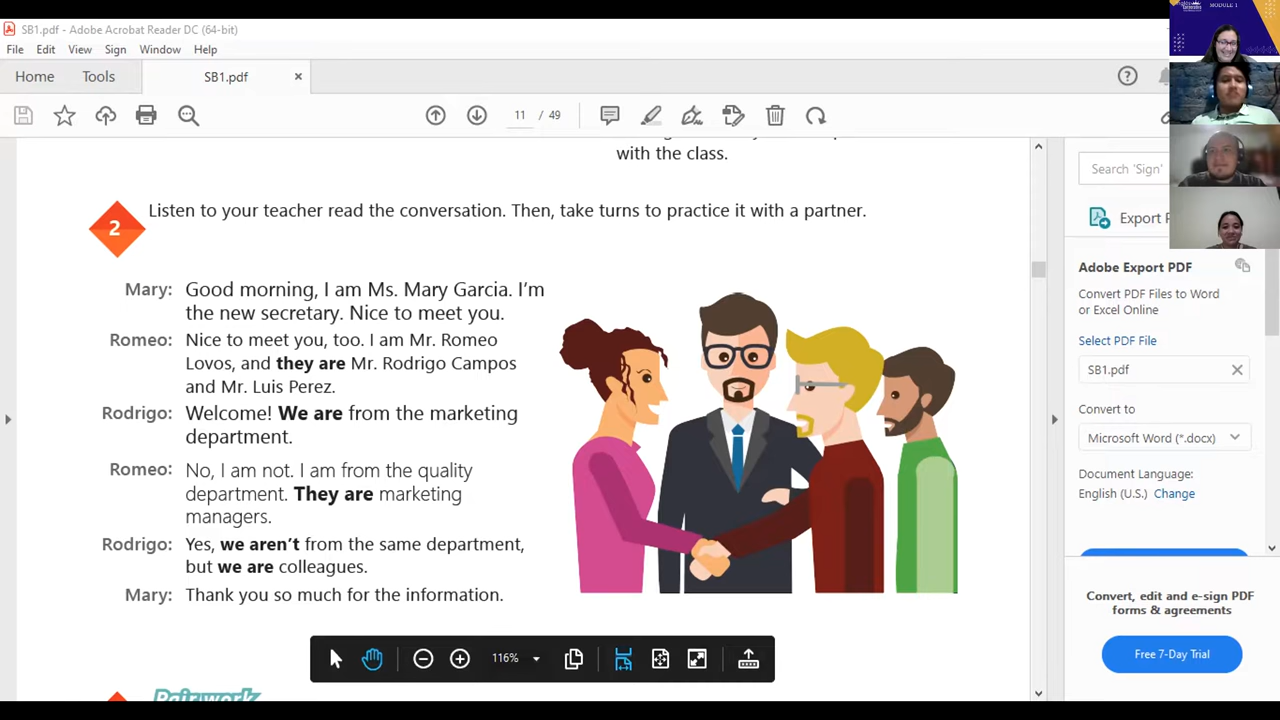 SB1.pdf - Adobe Acrobat Reader DC (64-bit)
File Edit View Sign Window Help
Home Tools SB1.pdf ×
11 / 49
MODULE 1
with the class.
2
Listen to your teacher read the conversation. Then, take turns to practice it with a partner.
Mary: Good morning, I am Ms. Mary Garcia. I'm
the new secretary. Nice to meet you.
Romeo: Nice to meet you, too. I am Mr. Romeo
Lovos, and they are Mr. Rodrigo Campos
and Mr. Luis Perez.
Rodrigo: Welcome! We are from the marketing
department.
Romeo: No, I am not. I am from the quality
department. They are marketing
managers.
Rodrigo: Yes, we aren't from the same department,
but we are colleagues.
Mary: Thank you so much for the information.
116%
Pair work
Search 'Sign'
Export
Adobe Export PDF
Convert PDF Files to Word
or Excel Online
Select PDF File
SB1.pdf
Convert to
Microsoft Word (*.docx)
Document Language:
English (U.S.) Change
Convert, edit and e-sign PDF
forms & agreements
Free 7-Day Trial